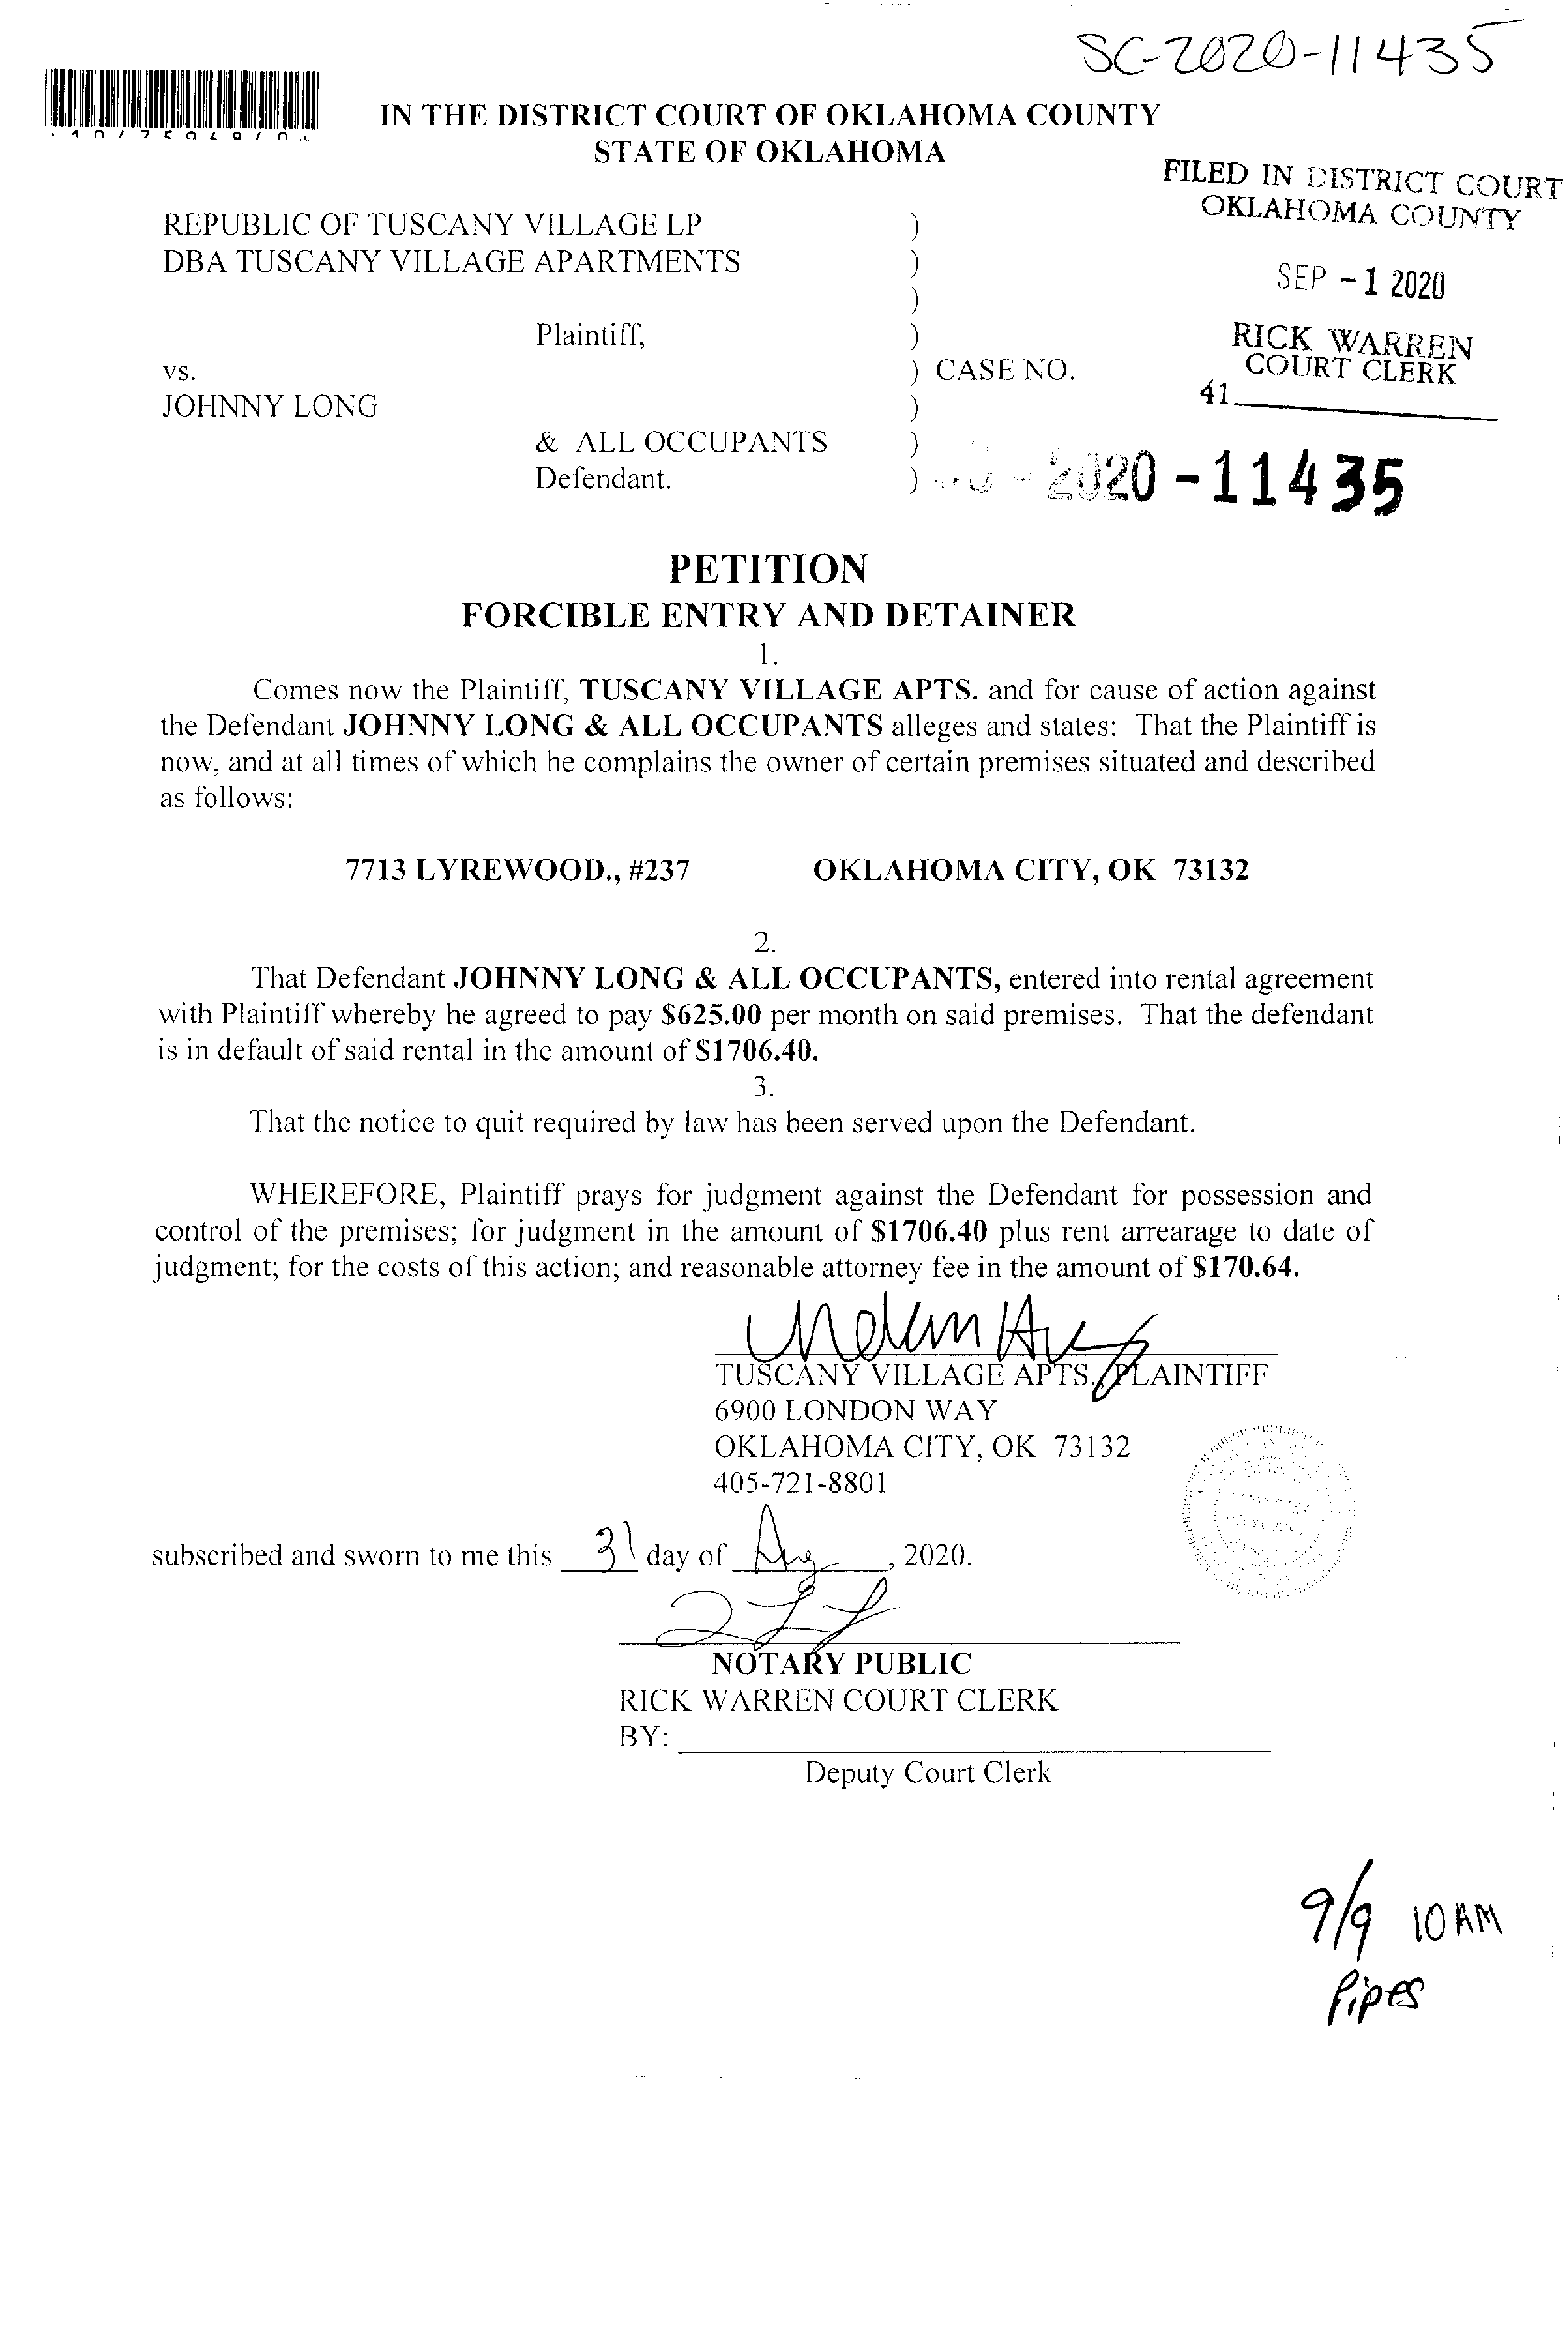 SC-2020-11435
IN THE DISTRICT COURT OF OKLAHOMA COUNTY
STATE OF OKLAHOMA
FILED IN DISTRICT COURT
OKLAHOMA COUNTY
REPUBLIC OF TUSCANY VILLAGE LP )
DBA TUSCANY VILLAGE APARTMENTS )
SEP -1 2020
)
Plaintiff, )
RICK WARREN
COURT CLERK
vs. ) CASE NO.
41
JOHNNY LONG )
& ALL OCCUPANTS )
Defendant. )
2020-11435
PETITION
FORCIBLE ENTRY AND DETAINER
1.
Comes now the Plaintiff, TUSCANY VILLAGE APTS. and for cause of action against
the Defendant JOHNNY LONG & ALL OCCUPANTS alleges and states: That the Plaintiff is
now, and at all times of which he complains the owner of certain premises situated and described
as follows:
7713 LYREWOOD., #237 OKLAHOMA CITY, OK 73132
2.
That Defendant JOHNNY LONG & ALL OCCUPANTS, entered into rental agreement
with Plaintiff whereby he agreed to pay $625.00 per month on said premises. That the defendant
is in default of said rental in the amount of $1706.40.
3.
That the notice to quit required by law has been served upon the Defendant.
WHEREFORE, Plaintiff prays for judgment against the Defendant for possession and
control of the premises; for judgment in the amount of $1706.40 plus rent arrearage to date of
judgment; for the costs of this action; and reasonable attorney fee in the amount of $170.64.
TUSCANY VILLAGE APTS., PLAINTIFF
6900 LONDON WAY
OKLAHOMA CITY, OK 73132
405-721-8801
subscribed and sworn to me this 31 day of Aug, 2020.
NOTARY PUBLIC
RICK WARREN COURT CLERK
BY:
Deputy Court Clerk
9/9 10AM
Pipes